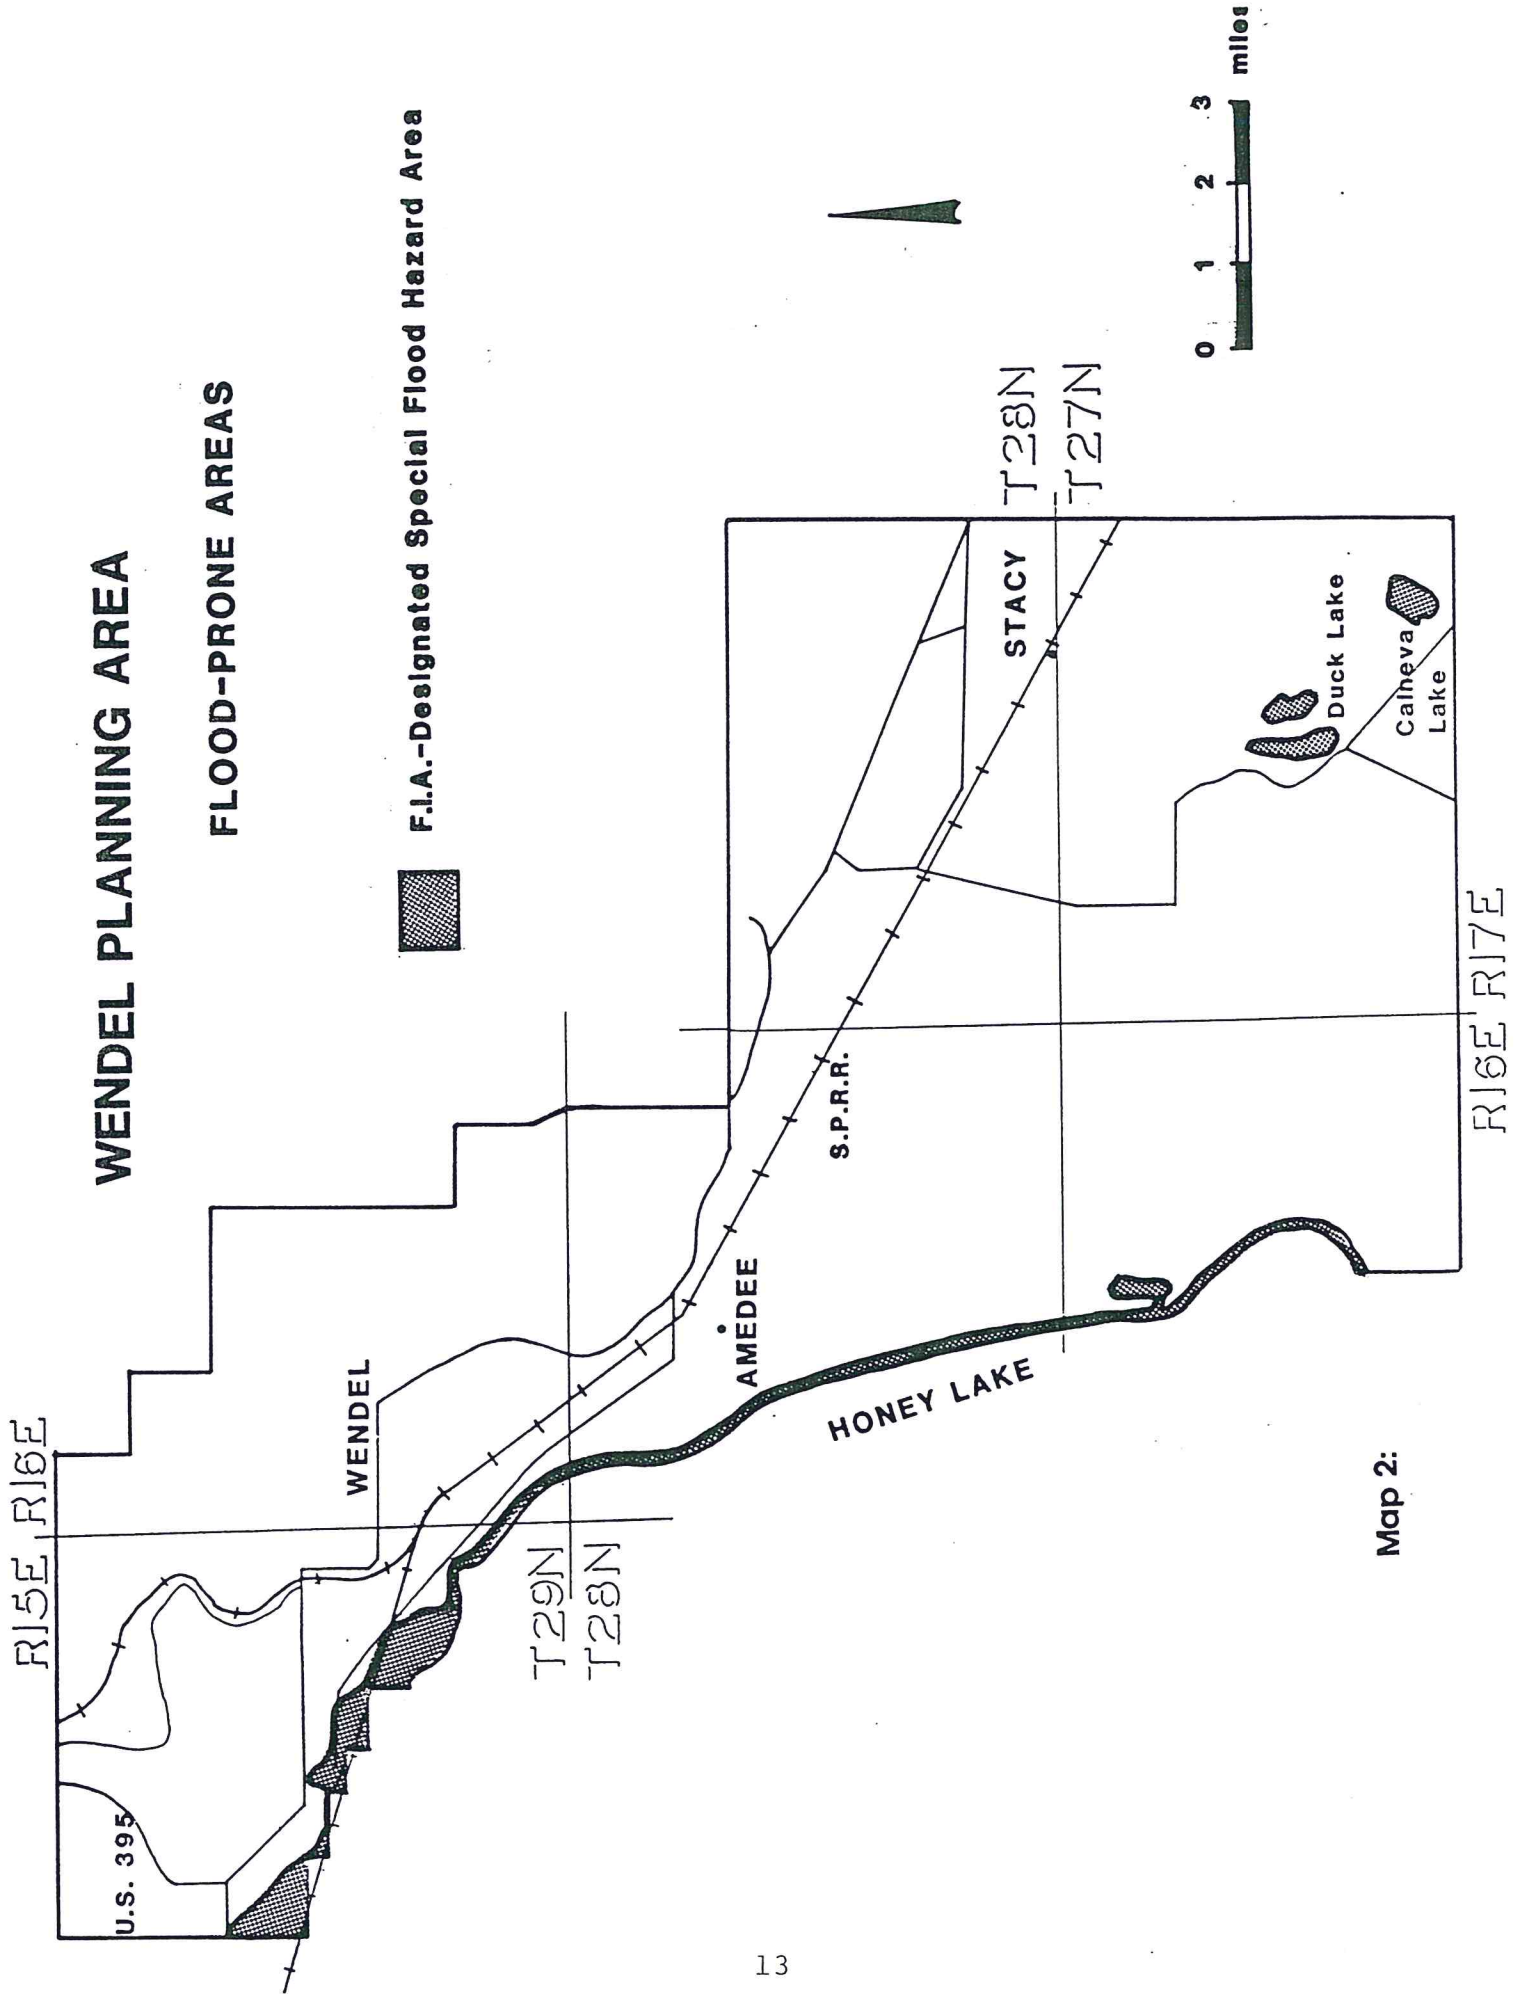 WENDEL PLANNING AREA
FLOOD-PRONE AREAS
F.I.A.-Designated Special Flood Hazard Area
R15E R16E
U.S. 395
WENDEL
T29N
T28N
AMEDEE
S.P.R.R.
HONEY LAKE
STACY
T28N
T27N
Duck Lake
Calneva
Lake
R16E R17E
0 1 2 3 miles
Map 2:
13